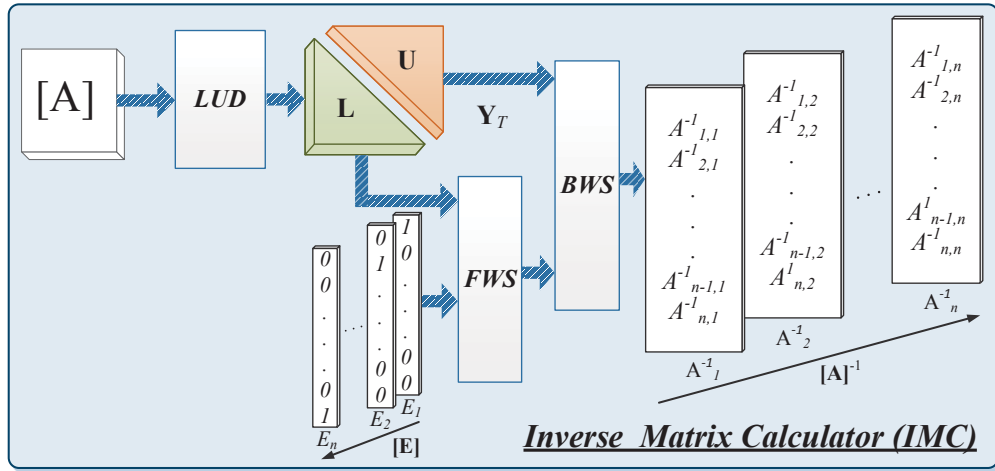 [A]
LUD
L
U
Y_T
FWS
BWS
0
0
.
.
.
0
1
E_n
. . .
0
1
.
.
.
0
0
E_2
1
0
.
.
.
0
0
E_1
[E]
A^-1_1,1
A^-1_2,1
.
.
.
A^-1_n-1,1
A^-1_n,1
A^-1_1
A^-1_1,2
A^-1_2,2
.
.
.
A^-1_n-1,2
A^1_n,2
A^-1_2
. . .
A^-1_1,n
A^-1_2,n
.
.
.
A^1_n-1,n
A^-1_n,n
A^-1_n
[A]^-1
Inverse Matrix Calculator (IMC)